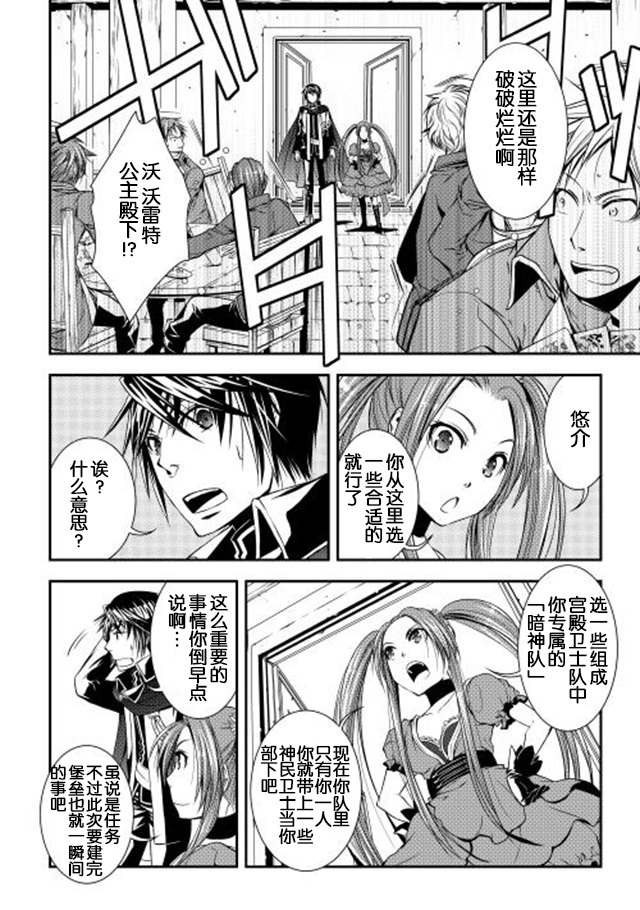 这里还是那样
破破烂烂啊
沃 沃雷特
公主殿下!?
悠介
你从这里选
一些合适的
就行了
诶?
什么意思?
选一些组成
宫殿卫士队中
你专属的
「暗神队」
现在你队里
只有你一人
你就带上一些
神民卫士当你
部下吧
这么重要的
事情你倒早点
说啊…
虽说是任务
不过此次要建完
堡垒也就一瞬间
的事吧